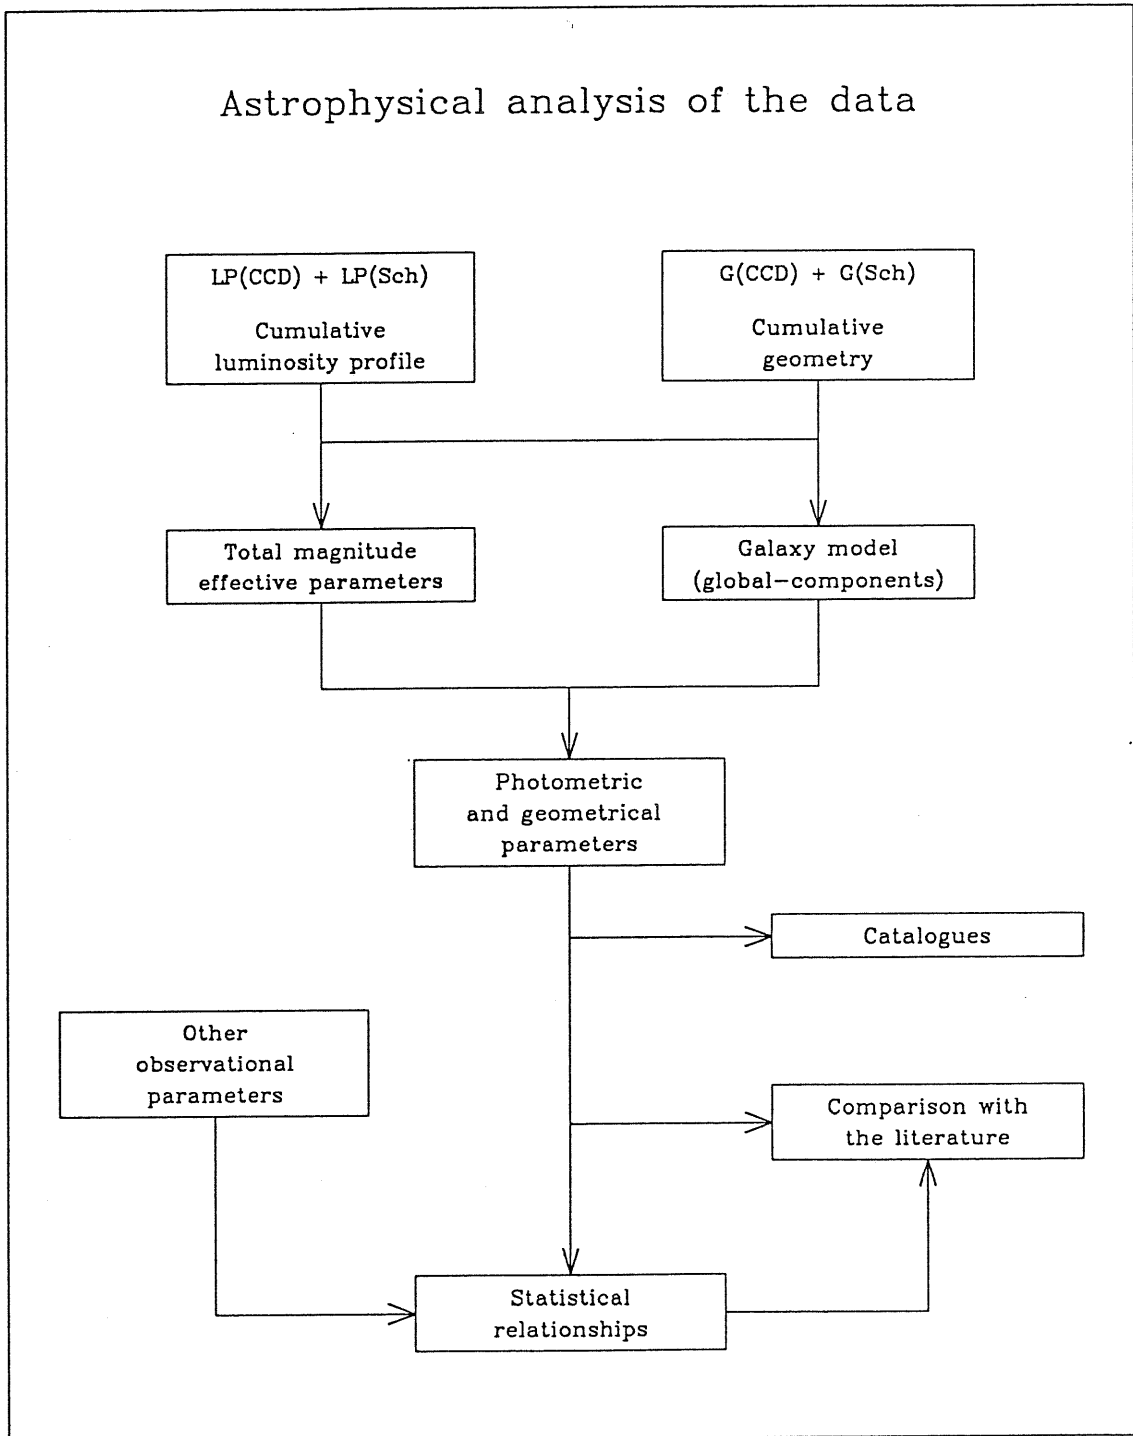 Astrophysical analysis of the data
LP(CCD) + LP(Sch)
Cumulative
luminosity profile
G(CCD) + G(Sch)
Cumulative
geometry
Total magnitude
effective parameters
Galaxy model
(global-components)
Photometric
and geometrical
parameters
Catalogues
Other
observational
parameters
Comparison with
the literature
Statistical
relationships